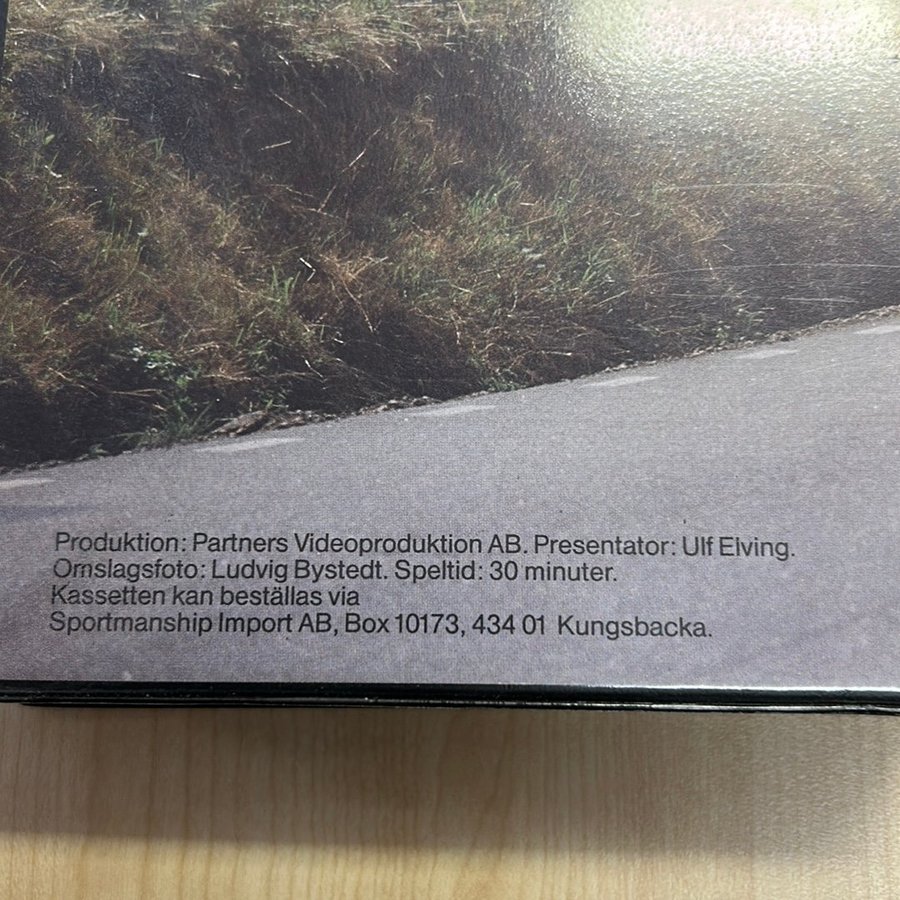 Produktion: Partners Videoproduktion AB. Presentator: Ulf Elving.
Omslagsfoto: Ludvig Bystedt. Speltid: 30 minuter.
Kassetten kan beställas via
Sportmanship Import AB, Box 10173, 434 01 Kungsbacka.